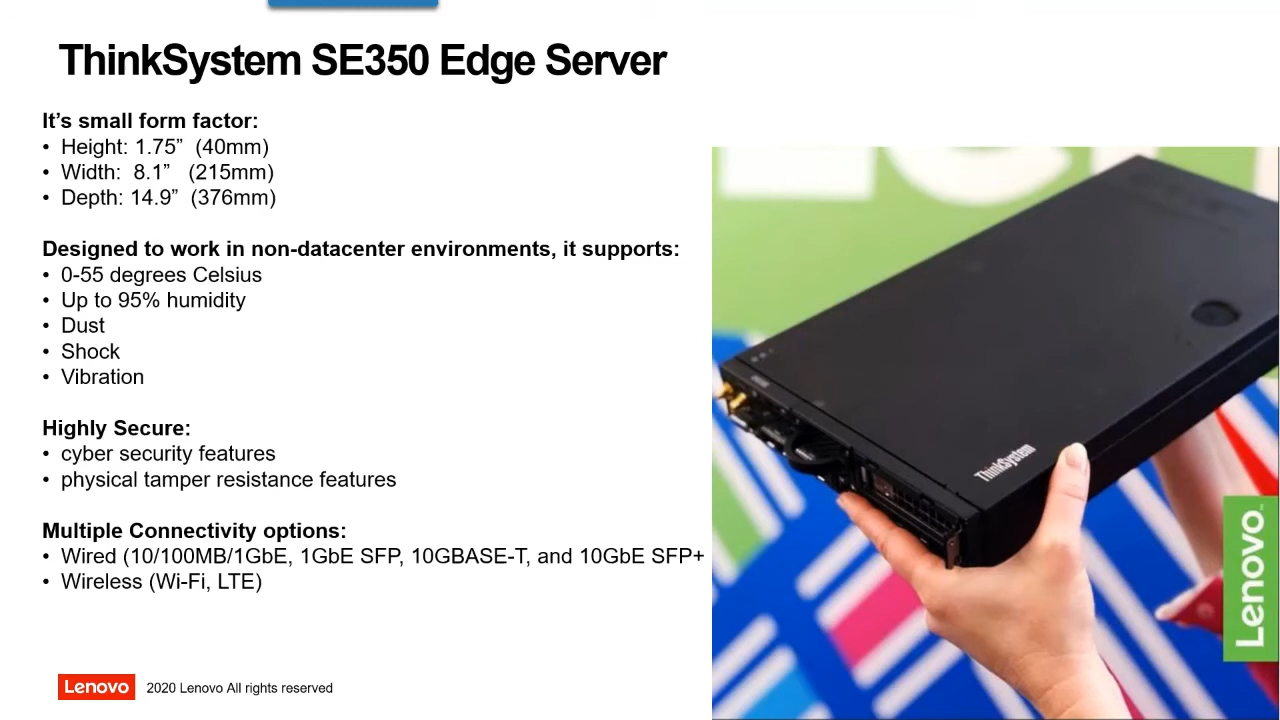 ThinkSystem SE350 Edge Server
It’s small form factor:
• Height: 1.75” (40mm)
• Width: 8.1” (215mm)
• Depth: 14.9” (376mm)
Designed to work in non-datacenter environments, it supports:
• 0-55 degrees Celsius
• Up to 95% humidity
• Dust
• Shock
• Vibration
Highly Secure:
• cyber security features
• physical tamper resistance features
Multiple Connectivity options:
• Wired (10/100MB/1GbE, 1GbE SFP, 10GBASE-T, and 10GbE SFP+
• Wireless (Wi-Fi, LTE)
ThinkSystem
Lenovo™
Lenovo
2020 Lenovo All rights reserved